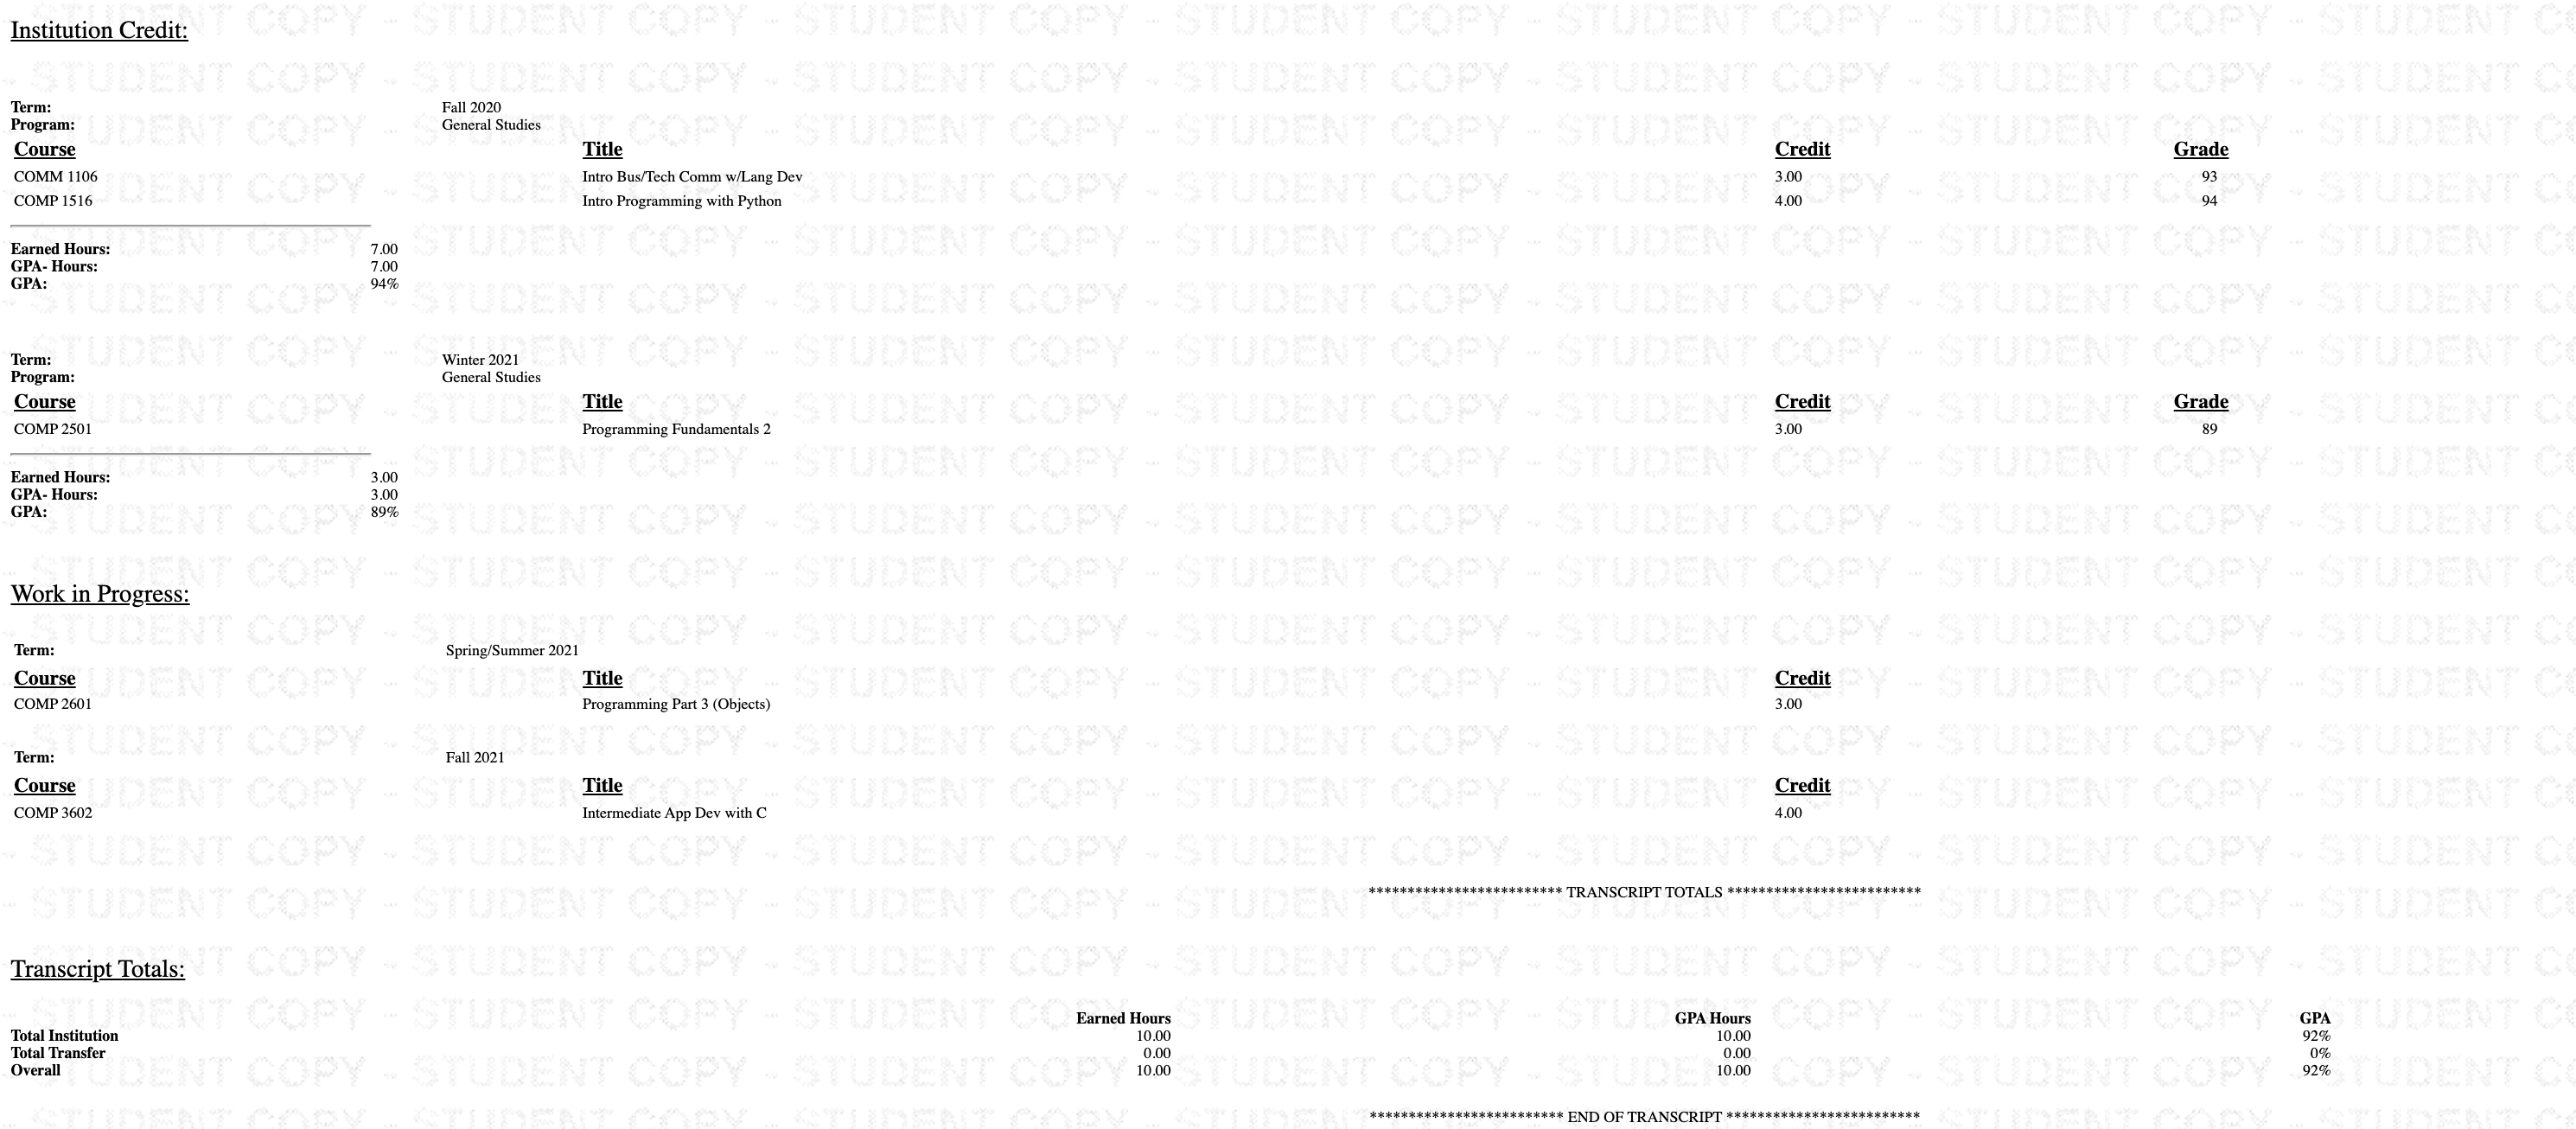 Institution Credit:
Term: Fall 2020
Program: General Studies
Course Title Credit Grade
COMM 1106 Intro Bus/Tech Comm w/Lang Dev 3.00 93
COMP 1516 Intro Programming with Python 4.00 94
Earned Hours: 7.00
GPA- Hours: 7.00
GPA: 94%
Term: Winter 2021
Program: General Studies
Course Title Credit Grade
COMP 2501 Programming Fundamentals 2 3.00 89
Earned Hours: 3.00
GPA- Hours: 3.00
GPA: 89%
Work in Progress:
Term: Spring/Summer 2021
Course Title Credit
COMP 2601 Programming Part 3 (Objects) 3.00
Term: Fall 2021
Course Title Credit
COMP 3602 Intermediate App Dev with C 4.00
************************* TRANSCRIPT TOTALS *************************
Transcript Totals:
Earned Hours GPA Hours GPA
Total Institution 10.00 10.00 92%
Total Transfer 0.00 0.00 0%
Overall 10.00 10.00 92%
************************* END OF TRANSCRIPT *************************
STUDENT COPY